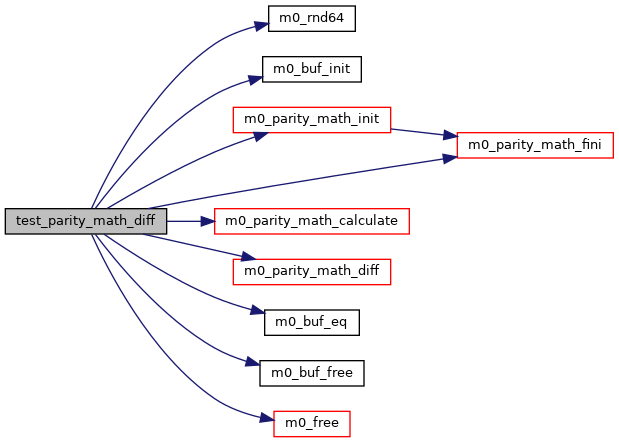 m0_rnd64
m0_buf_init
m0_parity_math_init
m0_parity_math_fini
test_parity_math_diff
m0_parity_math_calculate
m0_parity_math_diff
m0_buf_eq
m0_buf_free
m0_free